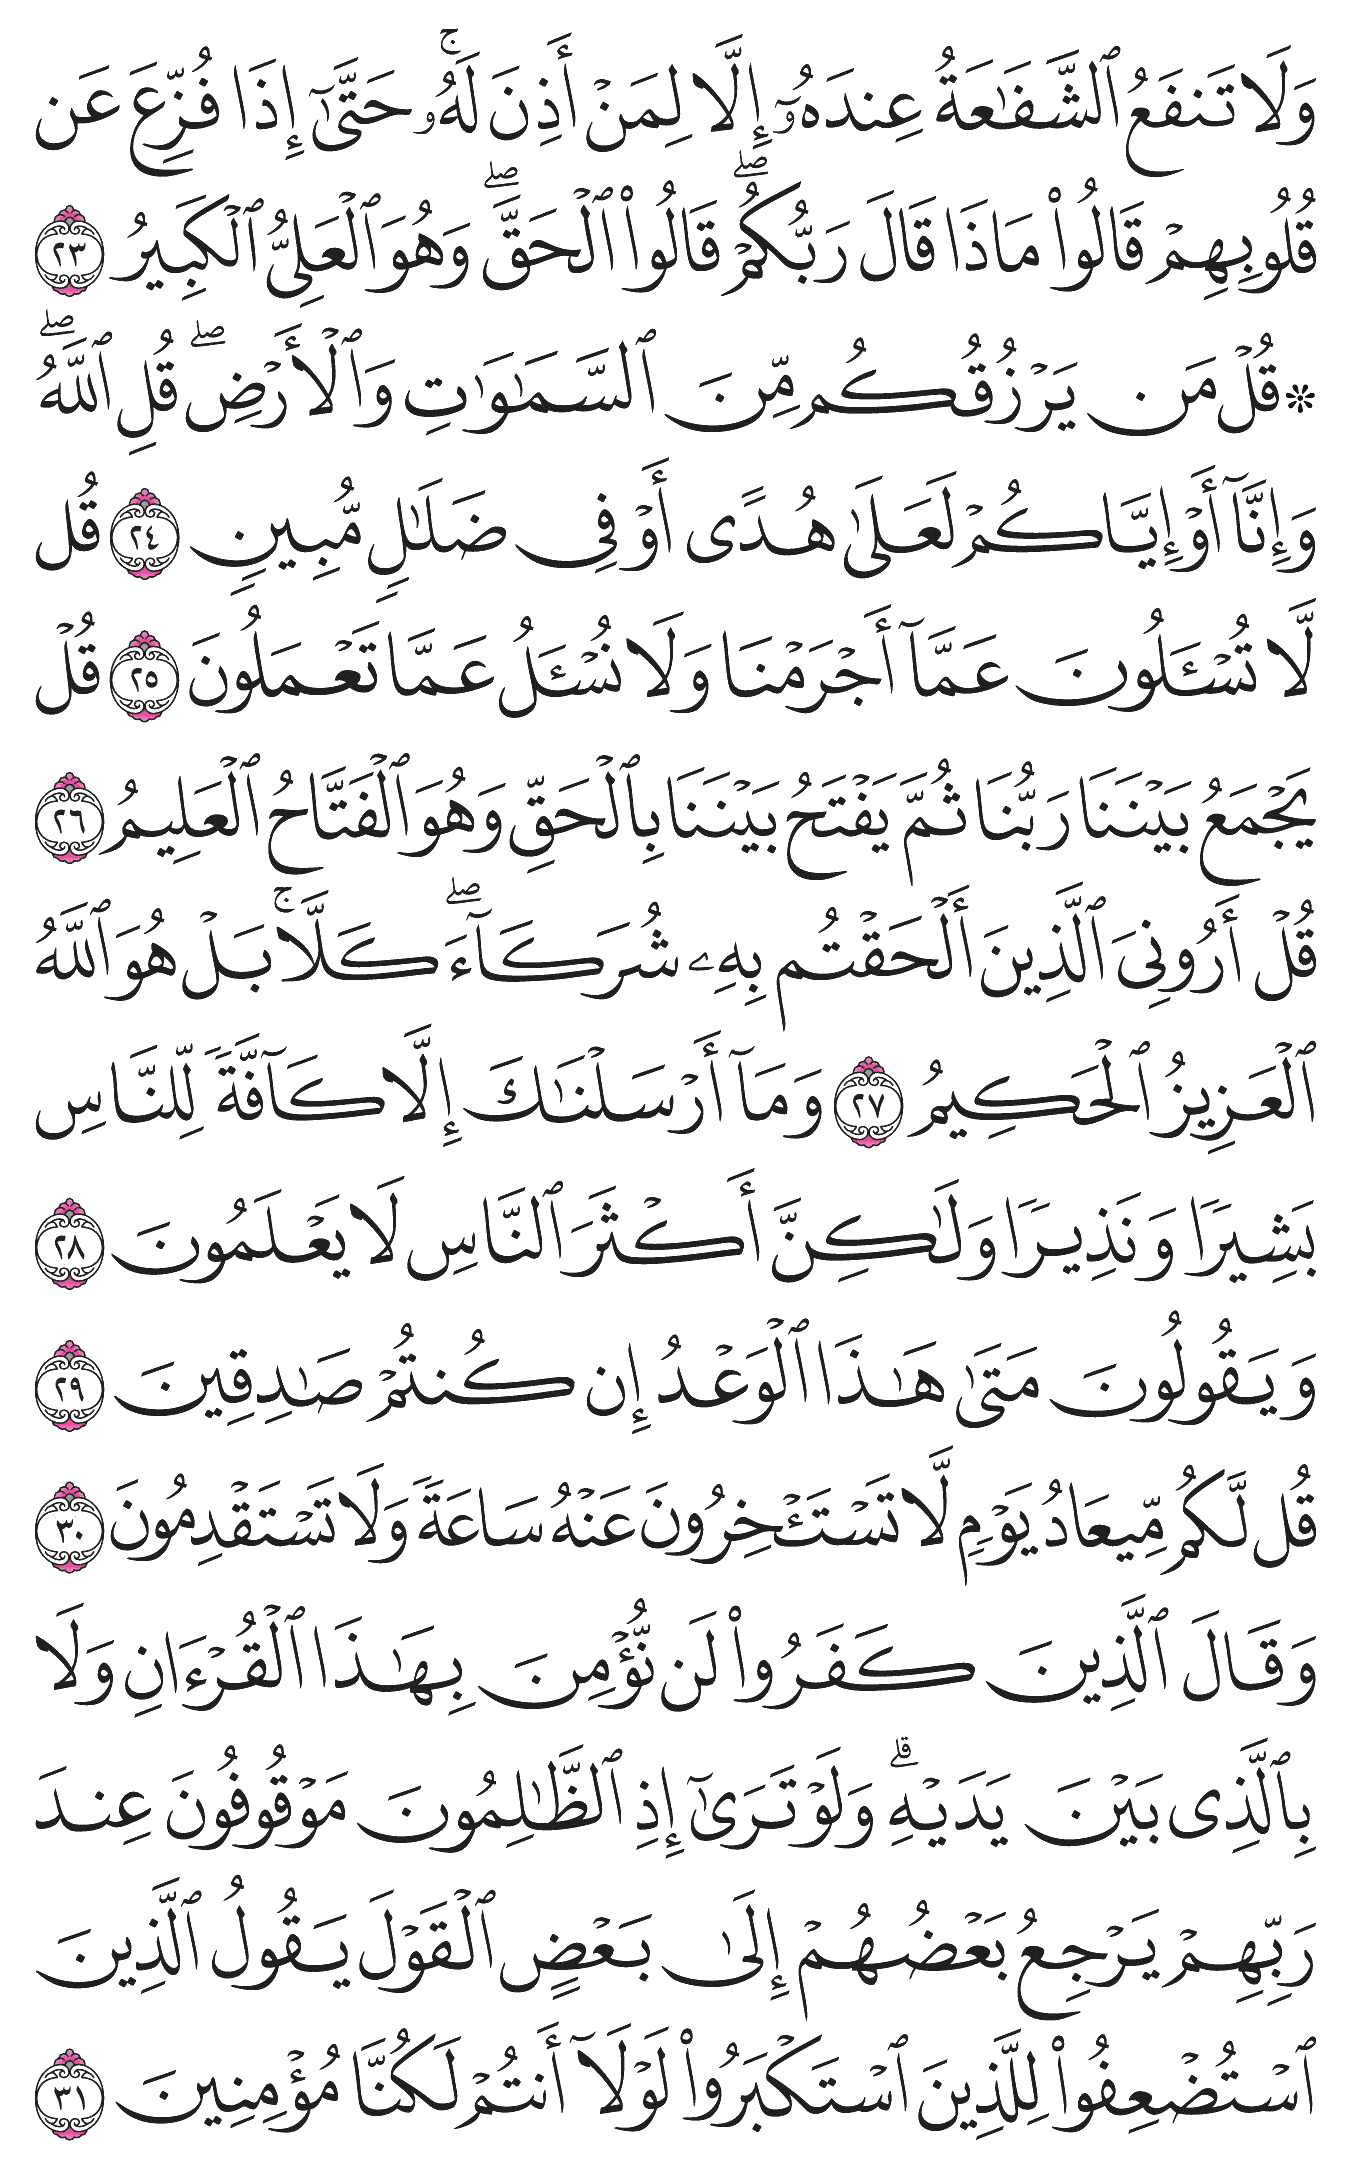 وَلَا تَنفَعُ ٱلشَّفَٰعَةُ عِندَهُۥٓ إِلَّا لِمَنۡ أَذِنَ لَهُۥۚ حَتَّىٰٓ إِذَا فُزِّعَ عَن
قُلُوبِهِمۡ قَالُواْ مَاذَا قَالَ رَبُّكُمۡۖ قَالُواْ ٱلۡحَقَّۖ وَهُوَ ٱلۡعَلِيُّ ٱلۡكَبِيرُ ٢٣
۞ قُلۡ مَن يَرۡزُقُكُم مِّنَ ٱلسَّمَٰوَٰتِ وَٱلۡأَرۡضِۖ قُلِ ٱللَّهُۖ
وَإِنَّآ أَوۡ إِيَّاكُمۡ لَعَلَىٰ هُدًى أَوۡ فِي ضَلَٰلٖ مُّبِينٖ ٢٤ قُل
لَّا تُسۡـَٔلُونَ عَمَّآ أَجۡرَمۡنَا وَلَا نُسۡـَٔلُ عَمَّا تَعۡمَلُونَ ٢٥ قُلۡ
يَجۡمَعُ بَيۡنَنَا رَبُّنَا ثُمَّ يَفۡتَحُ بَيۡنَنَا بِٱلۡحَقِّ وَهُوَ ٱلۡفَتَّاحُ ٱلۡعَلِيمُ ٢٦
قُلۡ أَرُونِيَ ٱلَّذِينَ أَلۡحَقۡتُم بِهِۦ شُرَكَآءَۖ كَلَّاۚ بَلۡ هُوَ ٱللَّهُ
ٱلۡعَزِيزُ ٱلۡحَكِيمُ ٢٧ وَمَآ أَرۡسَلۡنَٰكَ إِلَّا كَآفَّةٗ لِّلنَّاسِ
بَشِيرٗا وَنَذِيرٗا وَلَٰكِنَّ أَكۡثَرَ ٱلنَّاسِ لَا يَعۡلَمُونَ ٢٨
وَيَقُولُونَ مَتَىٰ هَٰذَا ٱلۡوَعۡدُ إِن كُنتُمۡ صَٰدِقِينَ ٢٩
قُل لَّكُم مِّيعَادُ يَوۡمٖ لَّا تَسۡتَـٔۡخِرُونَ عَنۡهُ سَاعَةٗ وَلَا تَسۡتَقۡدِمُونَ ٣٠
وَقَالَ ٱلَّذِينَ كَفَرُواْ لَن نُّؤۡمِنَ بِهَٰذَا ٱلۡقُرۡءَانِ وَلَا
بِٱلَّذِي بَيۡنَ يَدَيۡهِۗ وَلَوۡ تَرَىٰٓ إِذِ ٱلظَّٰلِمُونَ مَوۡقُوفُونَ عِندَ
رَبِّهِمۡ يَرۡجِعُ بَعۡضُهُمۡ إِلَىٰ بَعۡضٍ ٱلۡقَوۡلَ يَقُولُ ٱلَّذِينَ
ٱسۡتُضۡعِفُواْ لِلَّذِينَ ٱسۡتَكۡبَرُواْ لَوۡلَآ أَنتُمۡ لَكُنَّا مُؤۡمِنِينَ ٣١